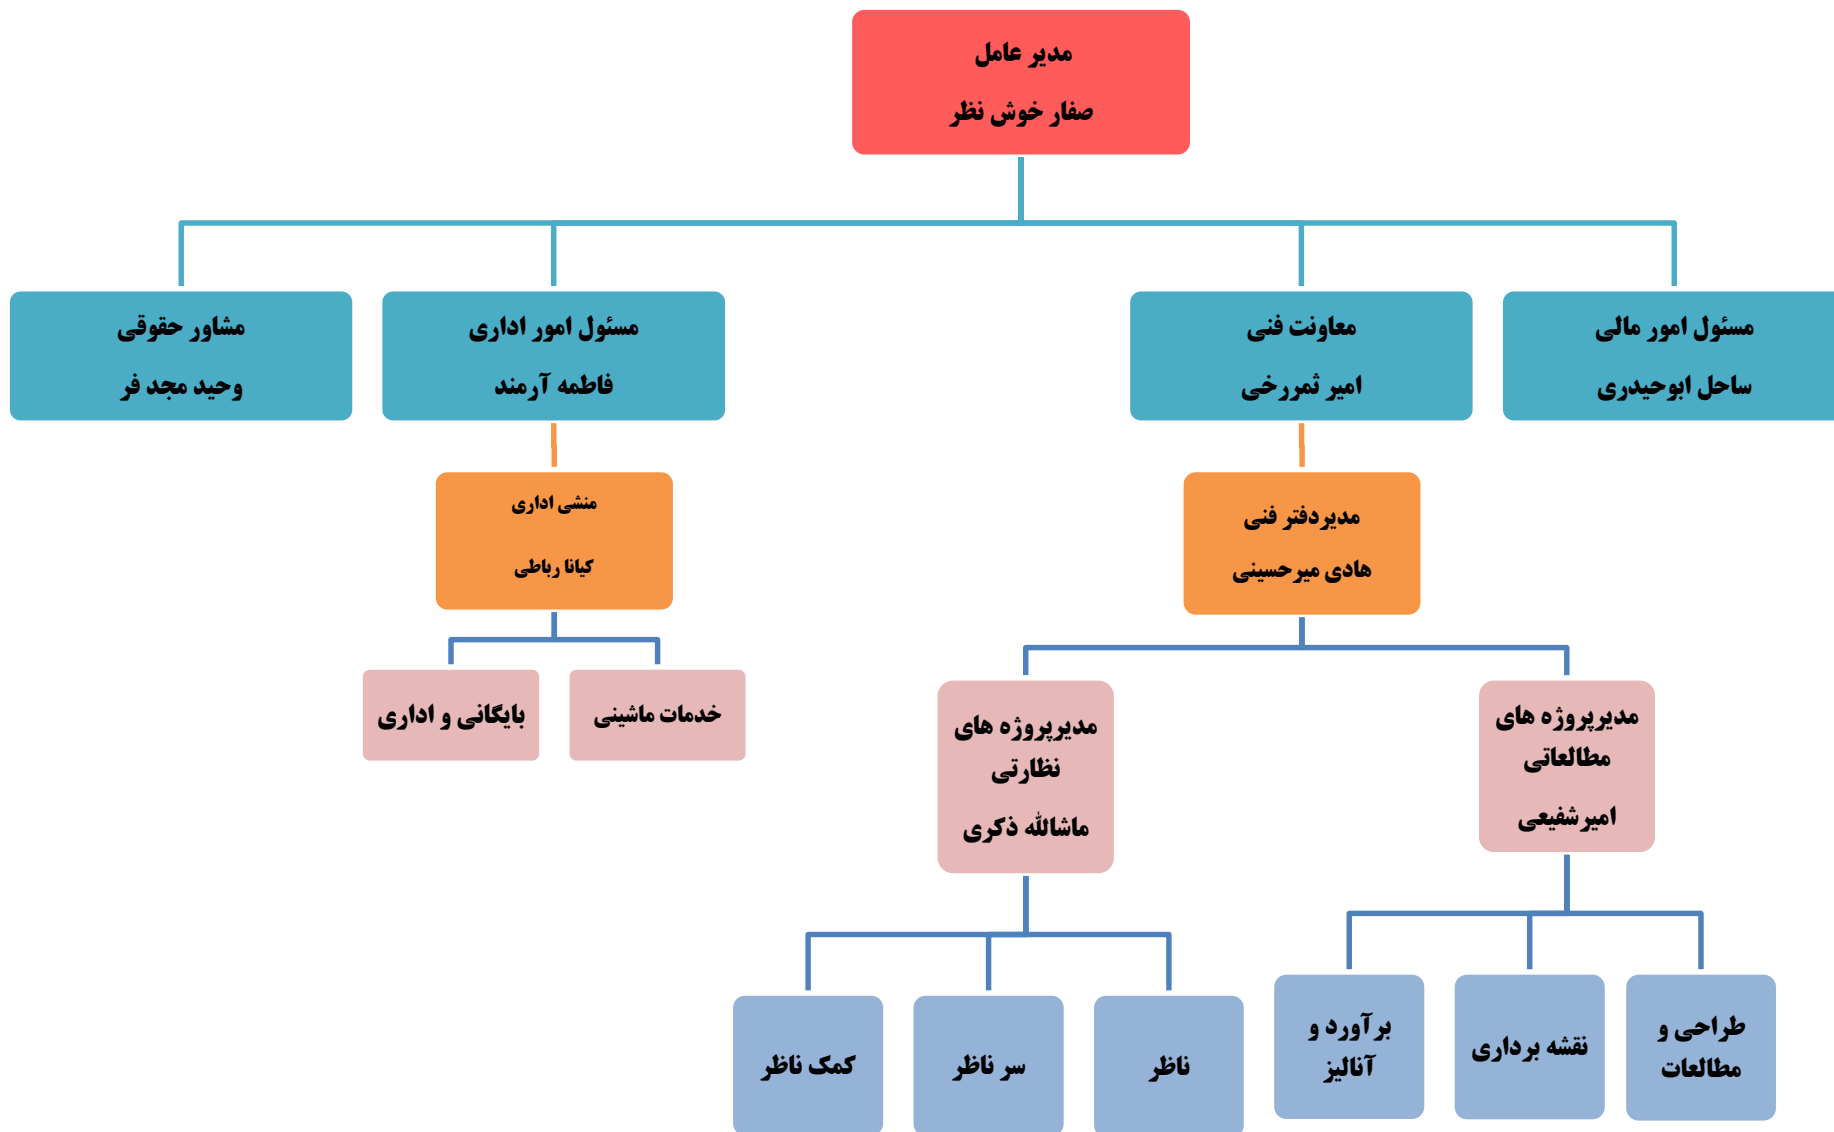 مدیر عامل
صفار خوش نظر
مسئول امور مالی
ساحل ابوحیدری
معاونت فنی
امیر ثمررخی
مسئول امور اداری
فاطمه آرمند
مشاور حقوقی
وحید مجد فر
مدیردفتر فنی
هادی میرحسینی
منشی اداری
کیانا رباطی
مدیرپروژه های
مطالعاتی
امیرشفیعی
مدیرپروژه های
نظارتی
ماشالله ذکری
خدمات ماشینی
بایگانی و اداری
طراحی و
مطالعات
نقشه برداری
برآورد و
آنالیز
ناظر
سر ناظر
کمک ناظر